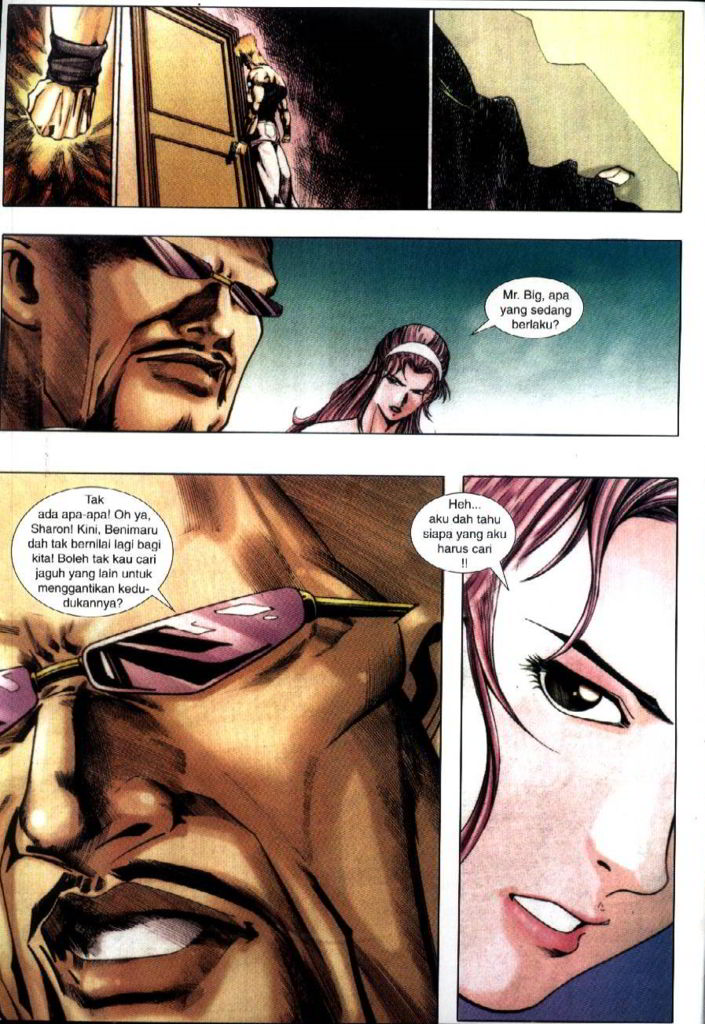 Mr. Big, apa
yang sedang
berlaku?
Tak
ada apa-apa! Oh ya,
Sharon! Kini, Benimaru
dah tak bernilai lagi bagi
kita! Boleh tak kau cari
jaguh yang lain untuk
menggantikan kedu-
dukannya?
Heh...
aku dah tahu
siapa yang aku
harus cari
!!